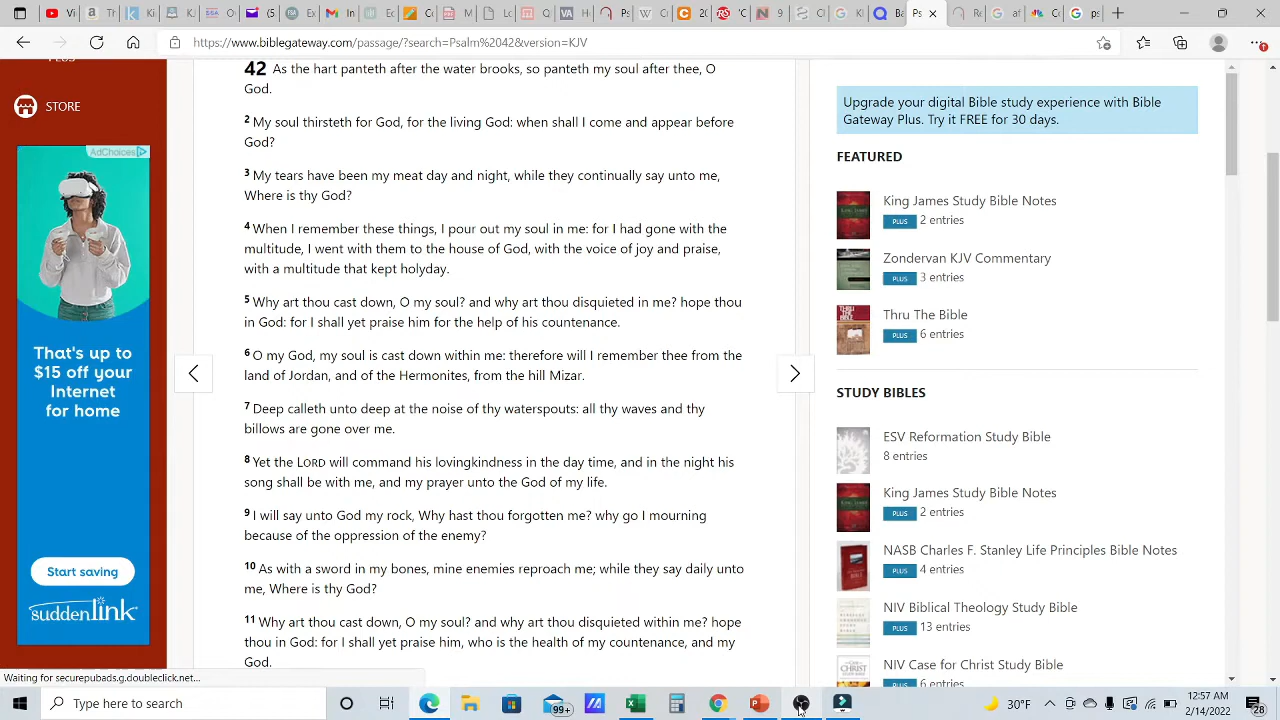 https://www.biblegateway.com/passage/?search=Psalm%2042&version=KJV
PLUS
STORE
AdChoices
That's up to
$15 off your
Internet
for home
Start saving
suddenlink
42 As the hart panteth after the water brooks, so panteth my soul after thee, O
God.
2 My soul thirsteth for God, for the living God: when shall I come and appear before
God?
3 My tears have been my meat day and night, while they continually say unto me,
Where is thy God?
4 When I remember these things, I pour out my soul in me: for I had gone with the
multitude, I went with them to the house of God, with the voice of joy and praise,
with a multitude that kept holyday.
5 Why art thou cast down, O my soul? and why art thou disquieted in me? hope thou
in God: for I shall yet praise him for the help of his countenance.
6 O my God, my soul is cast down within me: therefore will I remember thee from the
land of Jordan, and of the Hermonites, from the hill Mizar.
7 Deep calleth unto deep at the noise of thy waterspouts: all thy waves and thy
billows are gone over me.
8 Yet the LORD will command his lovingkindness in the day time, and in the night his
song shall be with me, and my prayer unto the God of my life.
9 I will say unto God my rock, Why hast thou forgotten me? why go I mourning
because of the oppression of the enemy?
10 As with a sword in my bones, mine enemies reproach me; while they say daily unto
me, Where is thy God?
11 Why art thou cast down, O my soul? and why art thou disquieted within me? hope
thou in God: for I shall yet praise him, who is the health of my countenance, and my
God.
Upgrade your digital Bible study experience with Bible
Gateway Plus. Try it FREE for 30 days.
FEATURED
King James Study Bible Notes
PLUS 2 entries
Zondervan KJV Commentary
PLUS 3 entries
Thru The Bible
PLUS 6 entries
STUDY BIBLES
ESV Reformation Study Bible
8 entries
King James Study Bible Notes
PLUS 2 entries
NASB Charles F. Stanley Life Principles Bible Notes
PLUS 4 entries
NIV Biblical Theology Study Bible
PLUS 13 entries
NIV Case for Christ Study Bible
Type here to search
99+
30°F
12:57 AM
2/4/2022
22